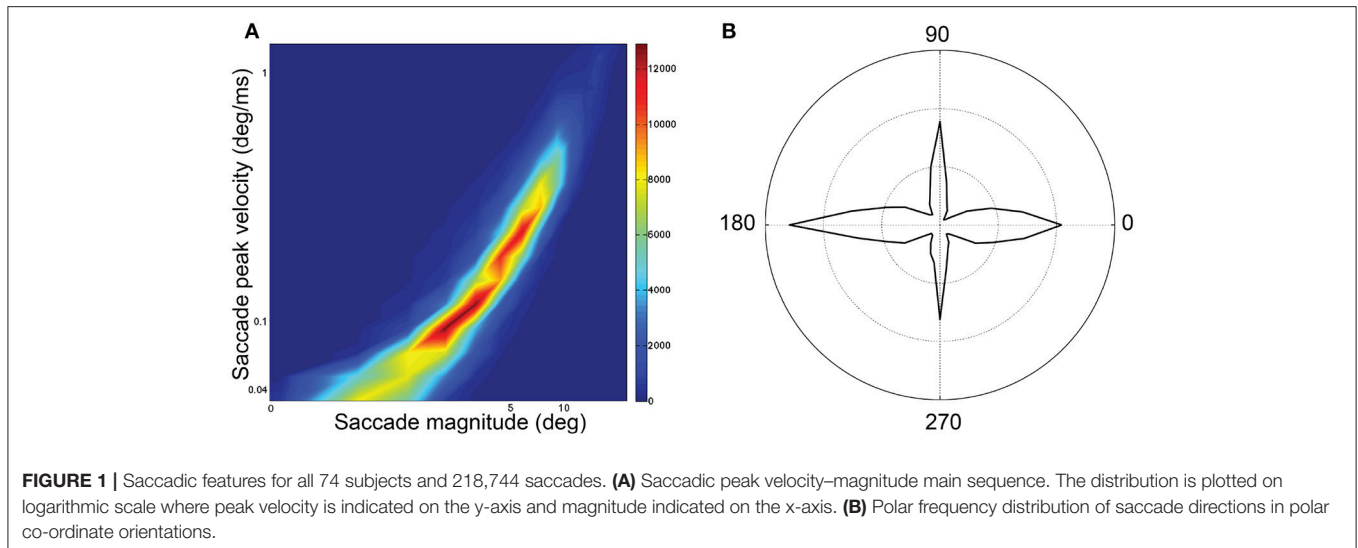 A
Saccade peak velocity (deg/ms)
1
0.1
0.04
0
5
10
Saccade magnitude (deg)
12000
10000
8000
6000
4000
2000
0
B
90
180
0
270
FIGURE 1 | Saccadic features for all 74 subjects and 218,744 saccades. (A) Saccadic peak velocity–magnitude main sequence. The distribution is plotted on
logarithmic scale where peak velocity is indicated on the y-axis and magnitude indicated on the x-axis. (B) Polar frequency distribution of saccade directions in polar
co-ordinate orientations.